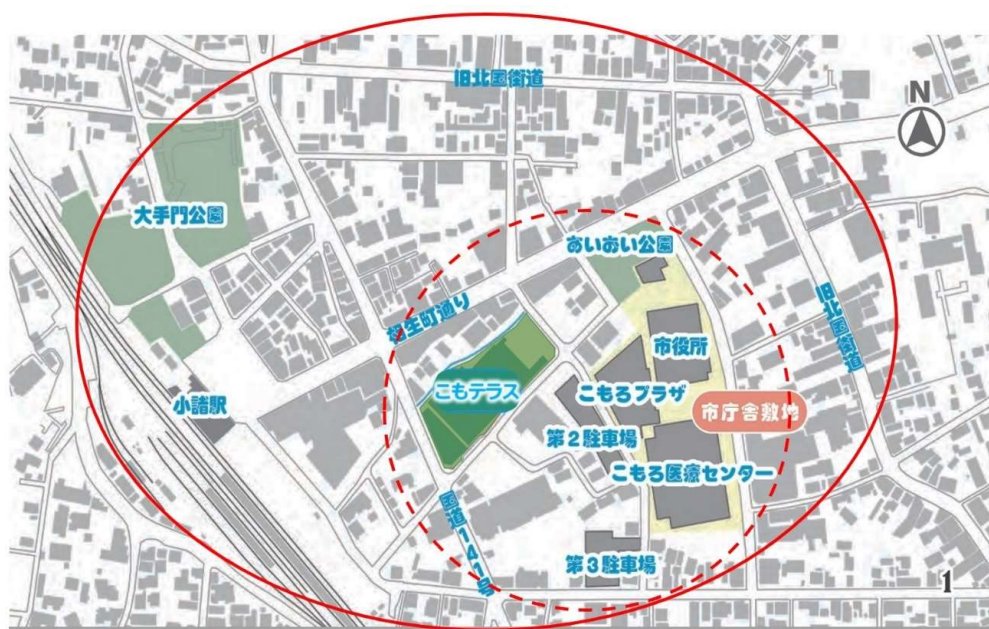 旧北国街道
N
大手門公園
あいおい公園
相生町通り
旧北国街道
市役所
こもテラス
こもろプラザ
市庁舎敷地
小諸駅
第2駐車場
こもろ医療センター
国道141号
第3駐車場
1